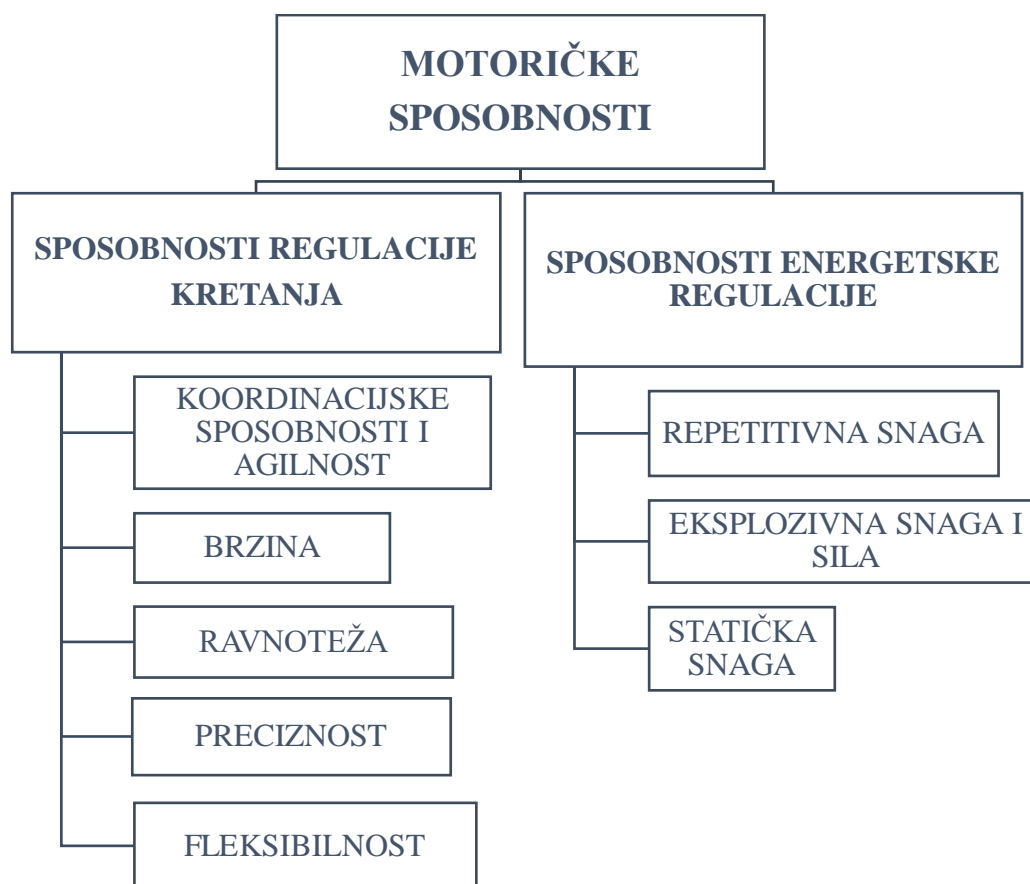 MOTORIČKE
SPOSOBNOSTI
SPOSOBNOSTI REGULACIJE
KRETANJA
KOORDINACIJSKE
SPOSOBNOSTI I
AGILNOST
BRZINA
RAVNOTEŽA
PRECIZNOST
FLEKSIBILNOST
SPOSOBNOSTI ENERGETSKE
REGULACIJE
REPETITIVNA SNAGA
EKSPLOZIVNA SNAGA I
SILA
STATIČKA
SNAGA